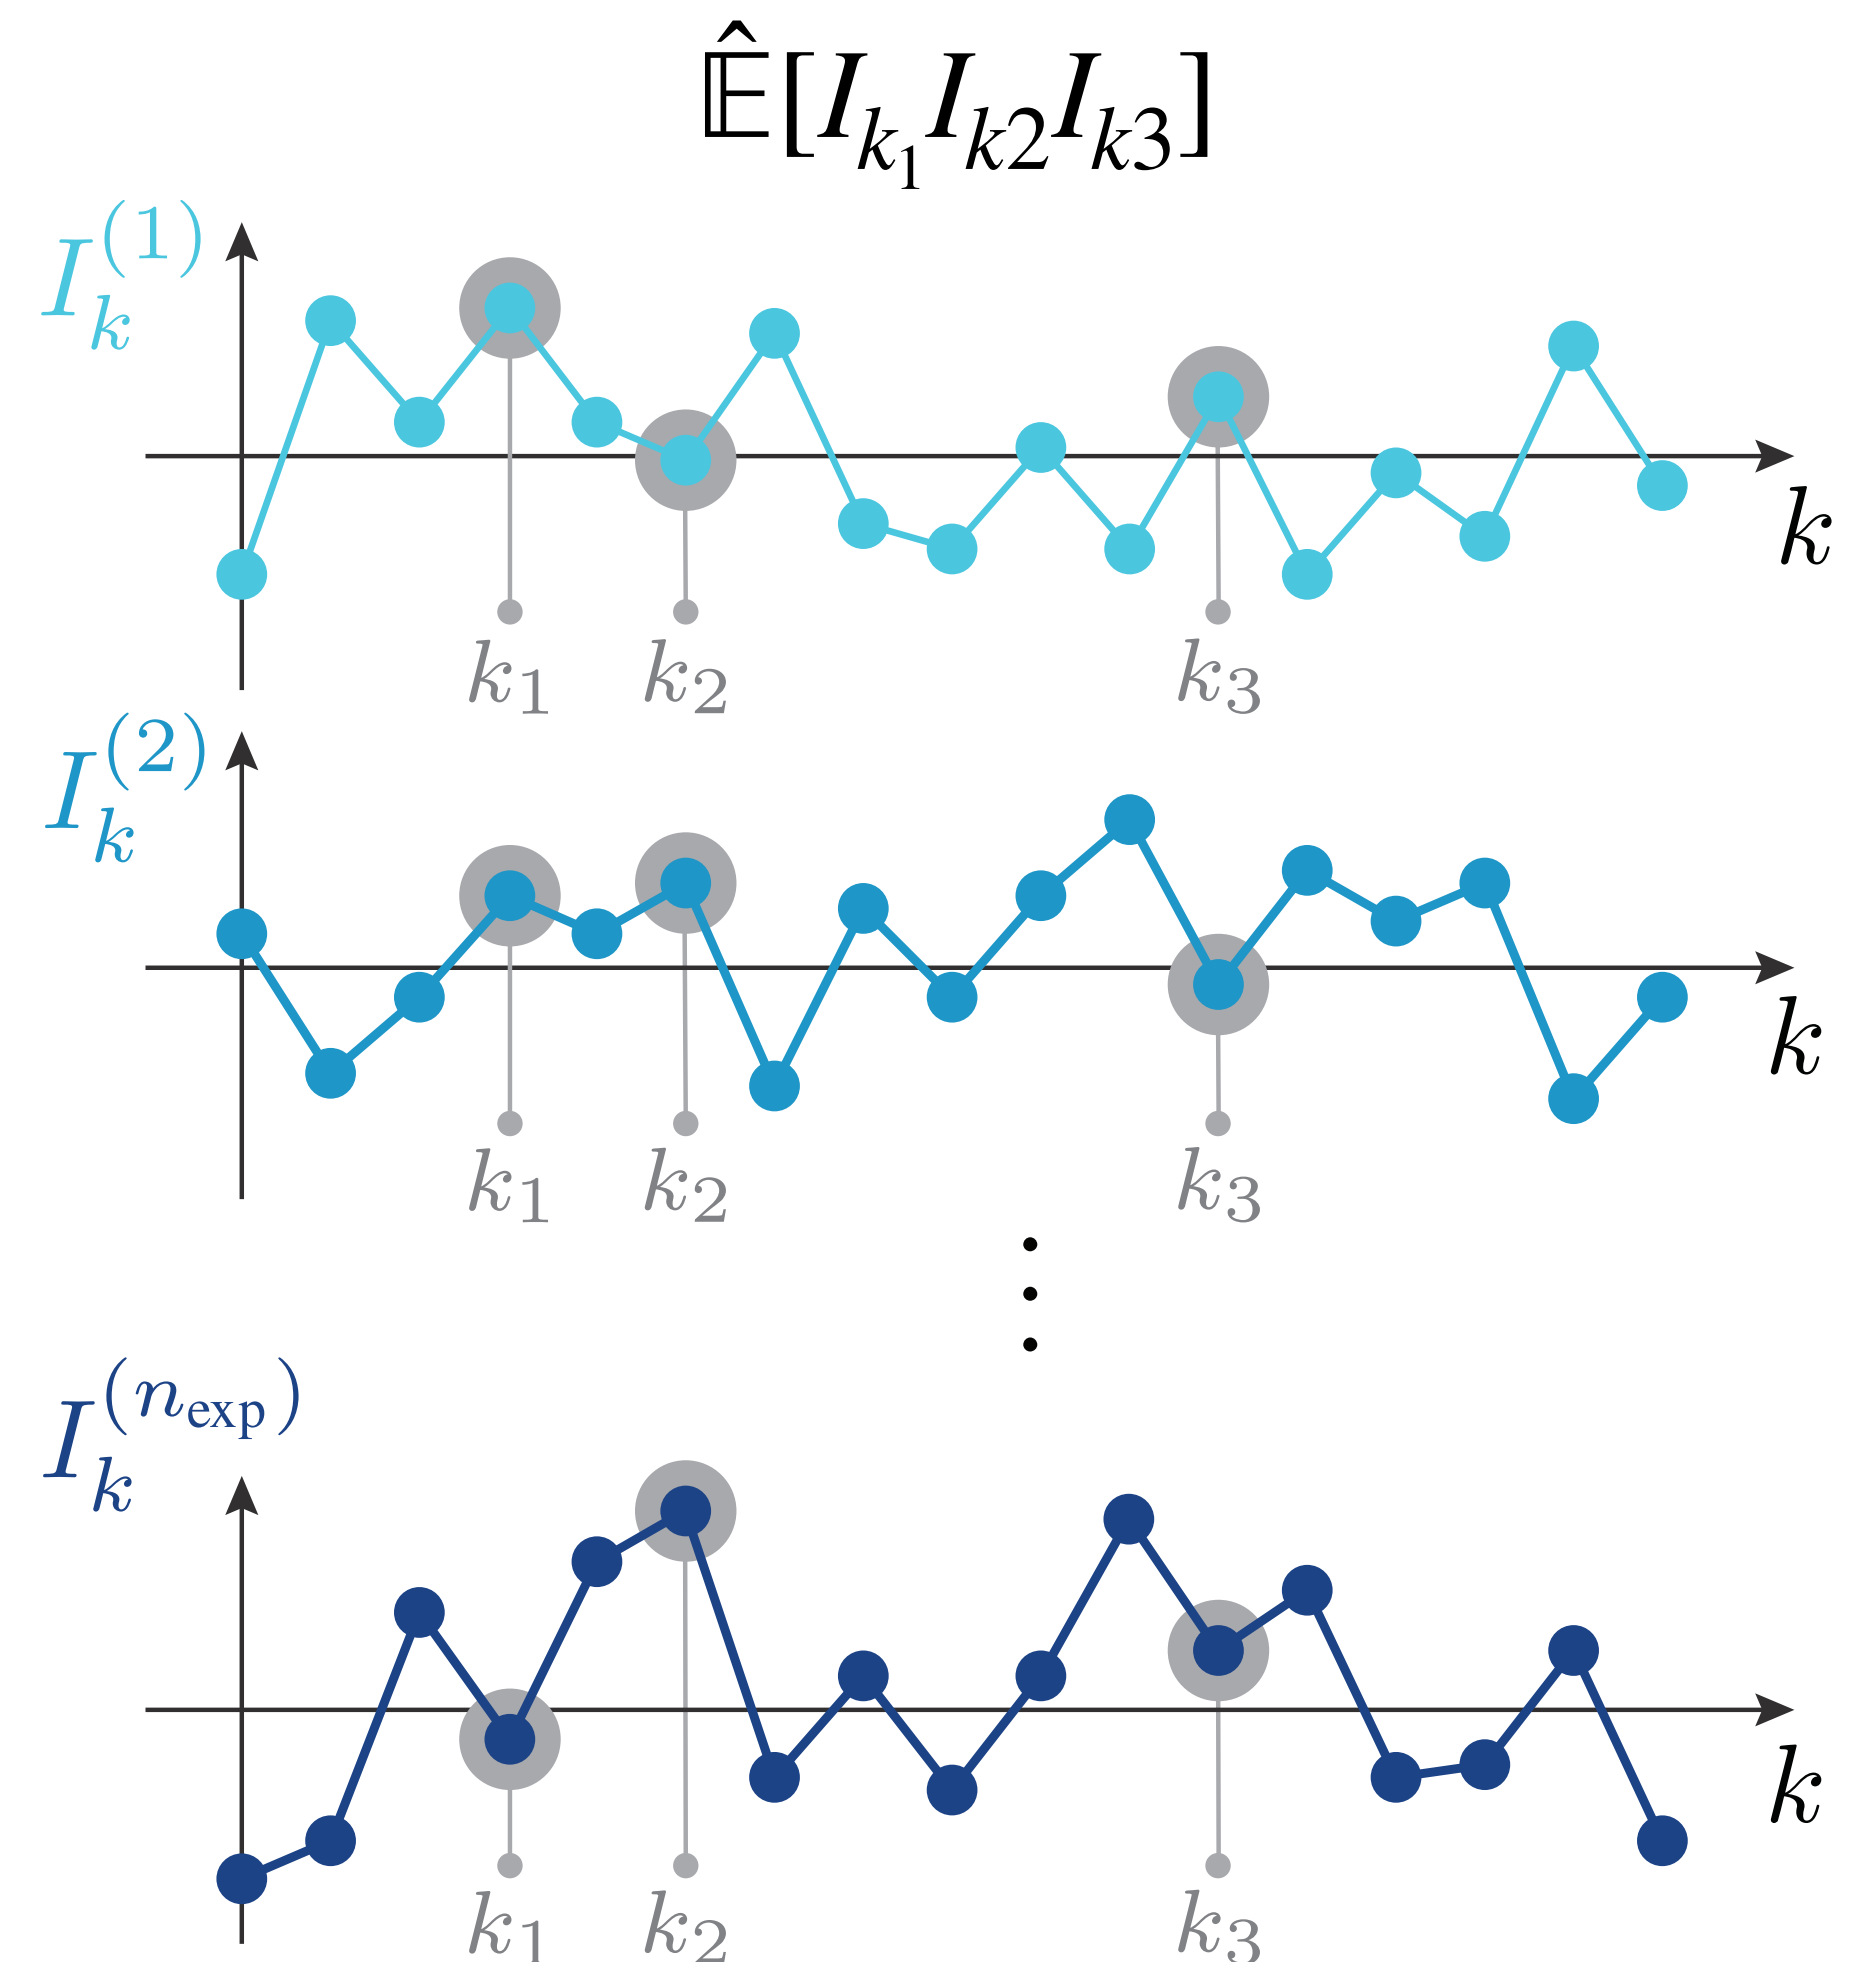 𝔼̂[I_{k_1} I_{k2} I_{k3}]
I_k^{(1)}
k
k_1 k_2 k_3
I_k^{(2)}
k
k_1 k_2 k_3
⋮
I_k^{(n_exp)}
k
k_1 k_2 k_3